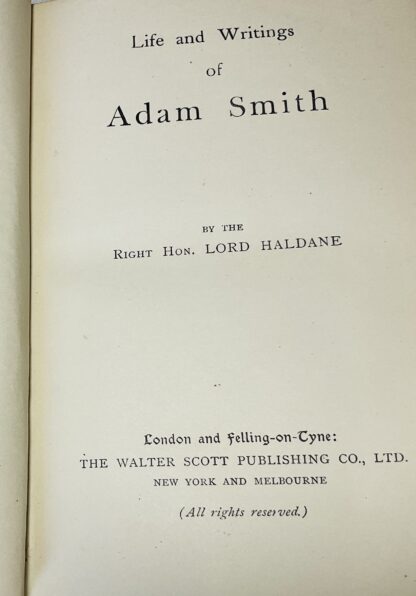 Life and Writings
of
Adam Smith
BY THE
RIGHT HON. LORD HALDANE
London and Felling-on-Tyne:
THE WALTER SCOTT PUBLISHING CO., LTD.
NEW YORK AND MELBOURNE
(All rights reserved.)